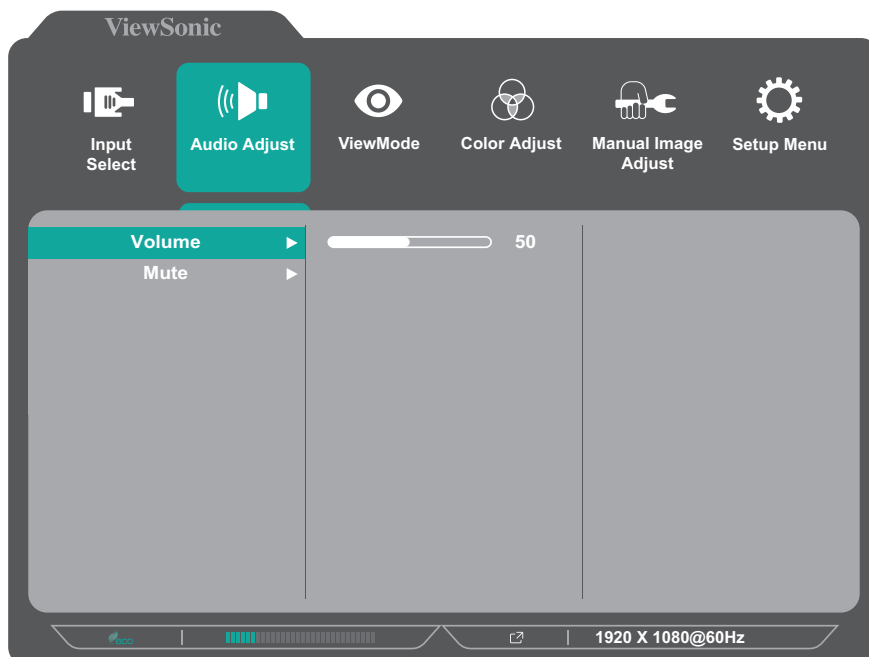 ViewSonic
Input
Select
Audio Adjust
ViewMode
Color Adjust
Manual Image
Adjust
Setup Menu
Volume
50
Mute
eco
1920 X 1080@60Hz